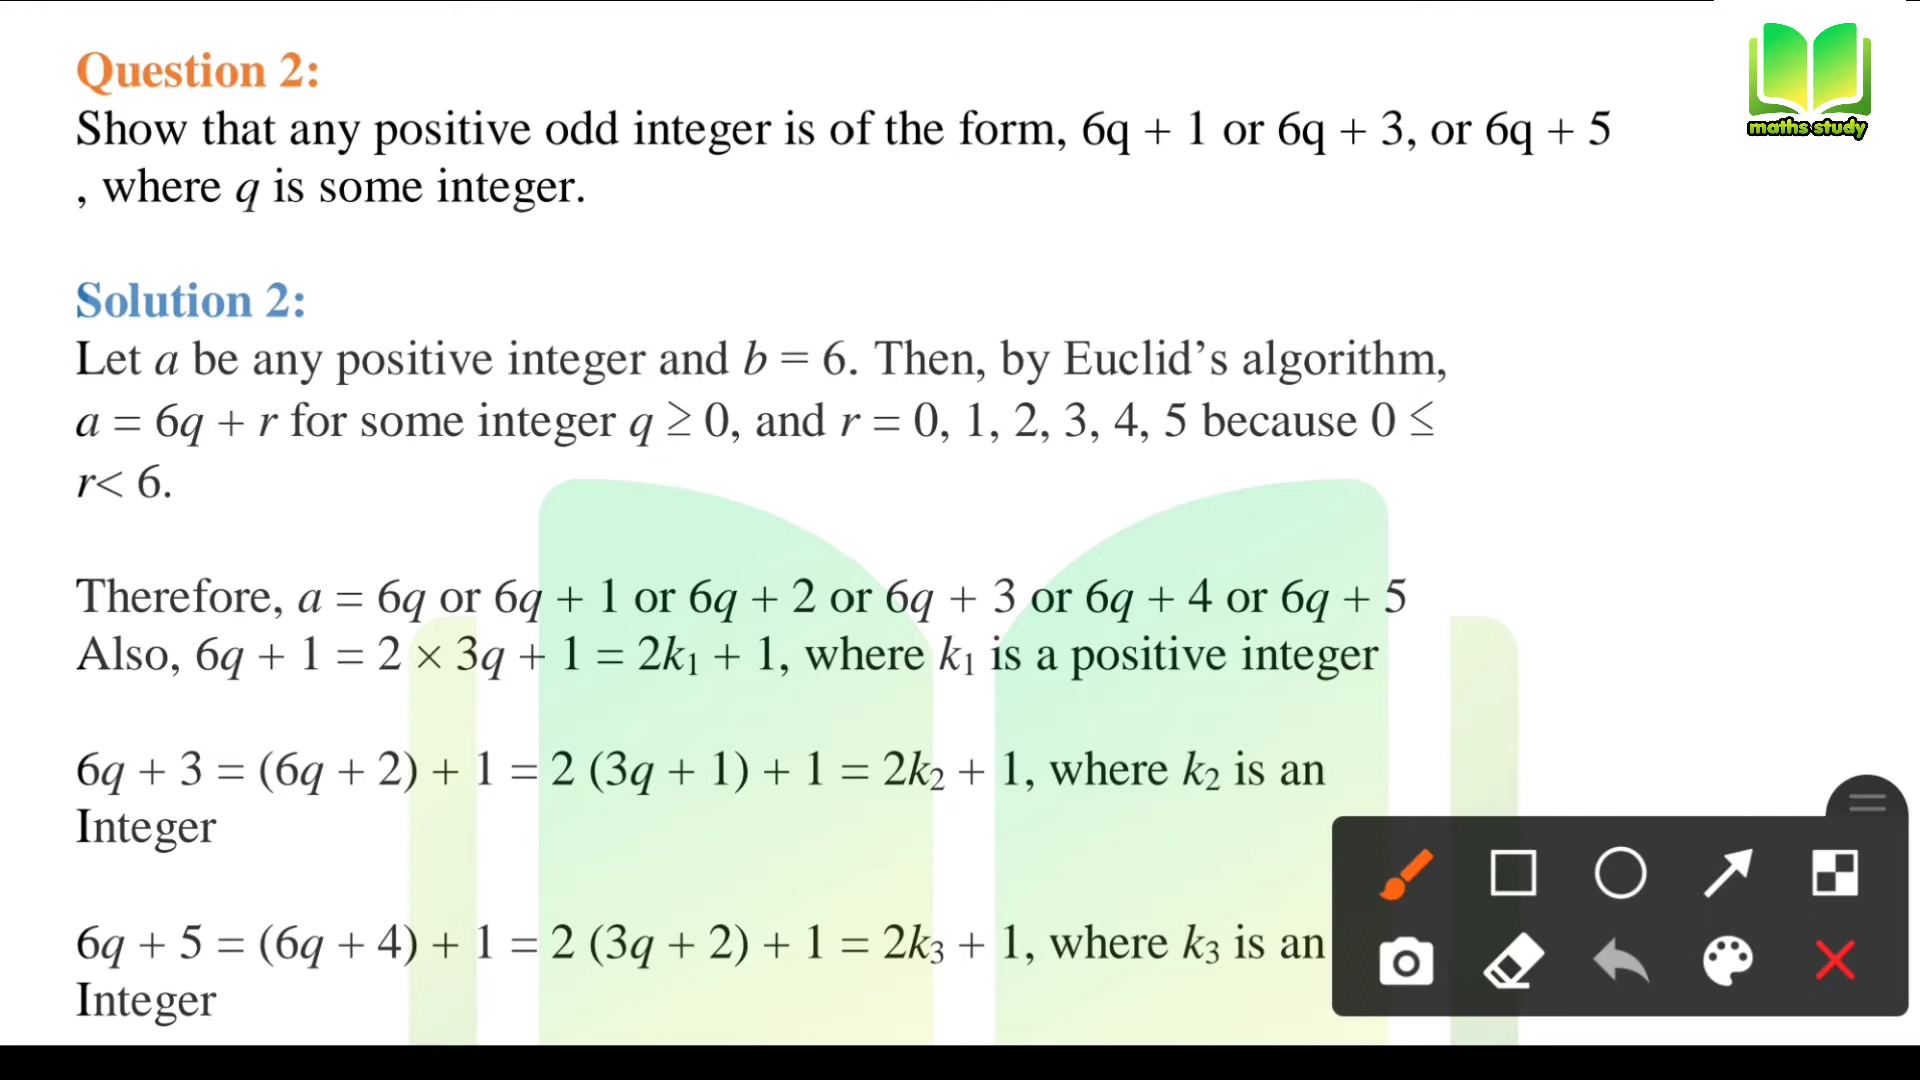 maths study
Question 2:
Show that any positive odd integer is of the form, 6q + 1 or 6q + 3, or 6q + 5
, where q is some integer.
Solution 2:
Let a be any positive integer and b = 6. Then, by Euclid’s algorithm,
a = 6q + r for some integer q ≥ 0, and r = 0, 1, 2, 3, 4, 5 because 0 ≤
r< 6.
Therefore, a = 6q or 6q + 1 or 6q + 2 or 6q + 3 or 6q + 4 or 6q + 5
Also, 6q + 1 = 2 × 3q + 1 = 2k₁ + 1, where k₁ is a positive integer
6q + 3 = (6q + 2) + 1 = 2 (3q + 1) + 1 = 2k₂ + 1, where k₂ is an
Integer
6q + 5 = (6q + 4) + 1 = 2 (3q + 2) + 1 = 2k₃ + 1, where k₃ is an
Integer